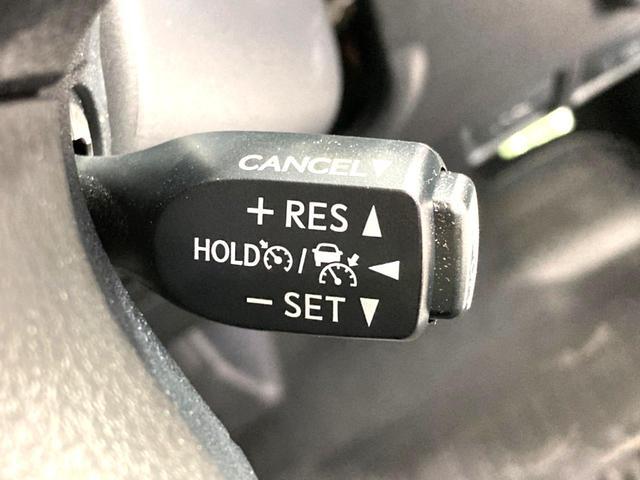 CANCEL▼
+ RES ▲
HOLD / ◀
− SET ▼